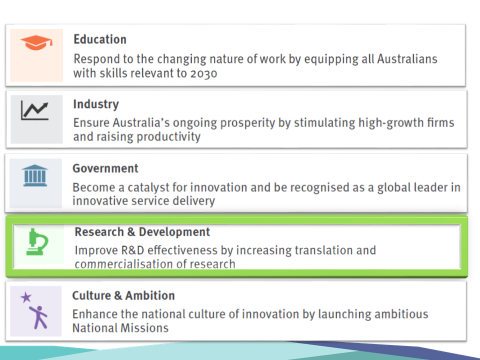 Education
Respond to the changing nature of work by equipping all Australians
with skills relevant to 2030
Industry
Ensure Australia's ongoing prosperity by stimulating high-growth firms
and raising productivity
Government
Become a catalyst for innovation and be recognised as a global leader in
innovative service delivery
Research & Development
Improve R&D effectiveness by increasing translation and
commercialisation of research
Culture & Ambition
Enhance the national culture of innovation by launching ambitious
National Missions